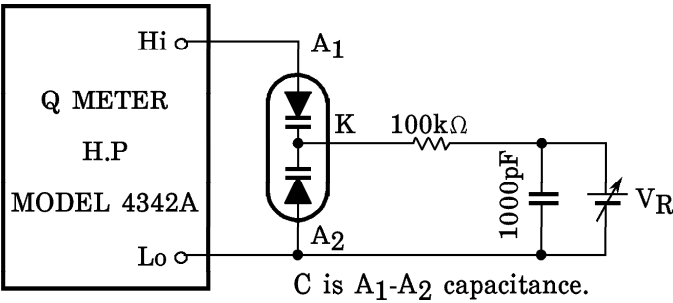 Hi
A1
Q METER
H.P
MODEL 4342A
K
100kΩ
1000pF
VR
A2
Lo
C is A1-A2 capacitance.